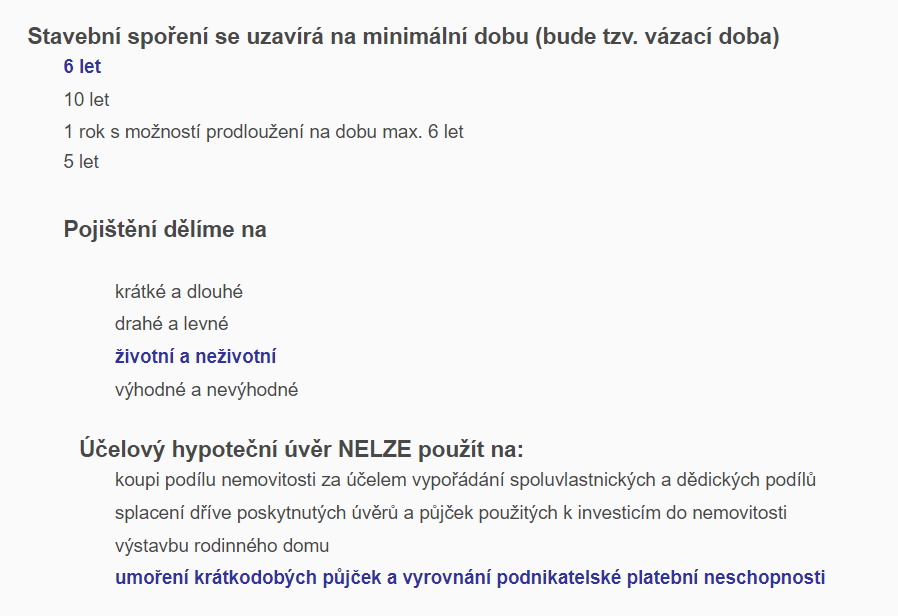 Stavební spoření se uzavírá na minimální dobu (bude tzv. vázací doba)
6 let
10 let
1 rok s možností prodloužení na dobu max. 6 let
5 let
Pojištění dělíme na
krátké a dlouhé
drahé a levné
životní a neživotní
výhodné a nevýhodné
Účelový hypoteční úvěr NELZE použít na:
koupi podílu nemovitosti za účelem vypořádání spoluvlastnických a dědických podílů
splacení dříve poskytnutých úvěrů a půjček použitých k investicím do nemovitosti
výstavbu rodinného domu
umoření krátkodobých půjček a vyrovnání podnikatelské platební neschopnosti